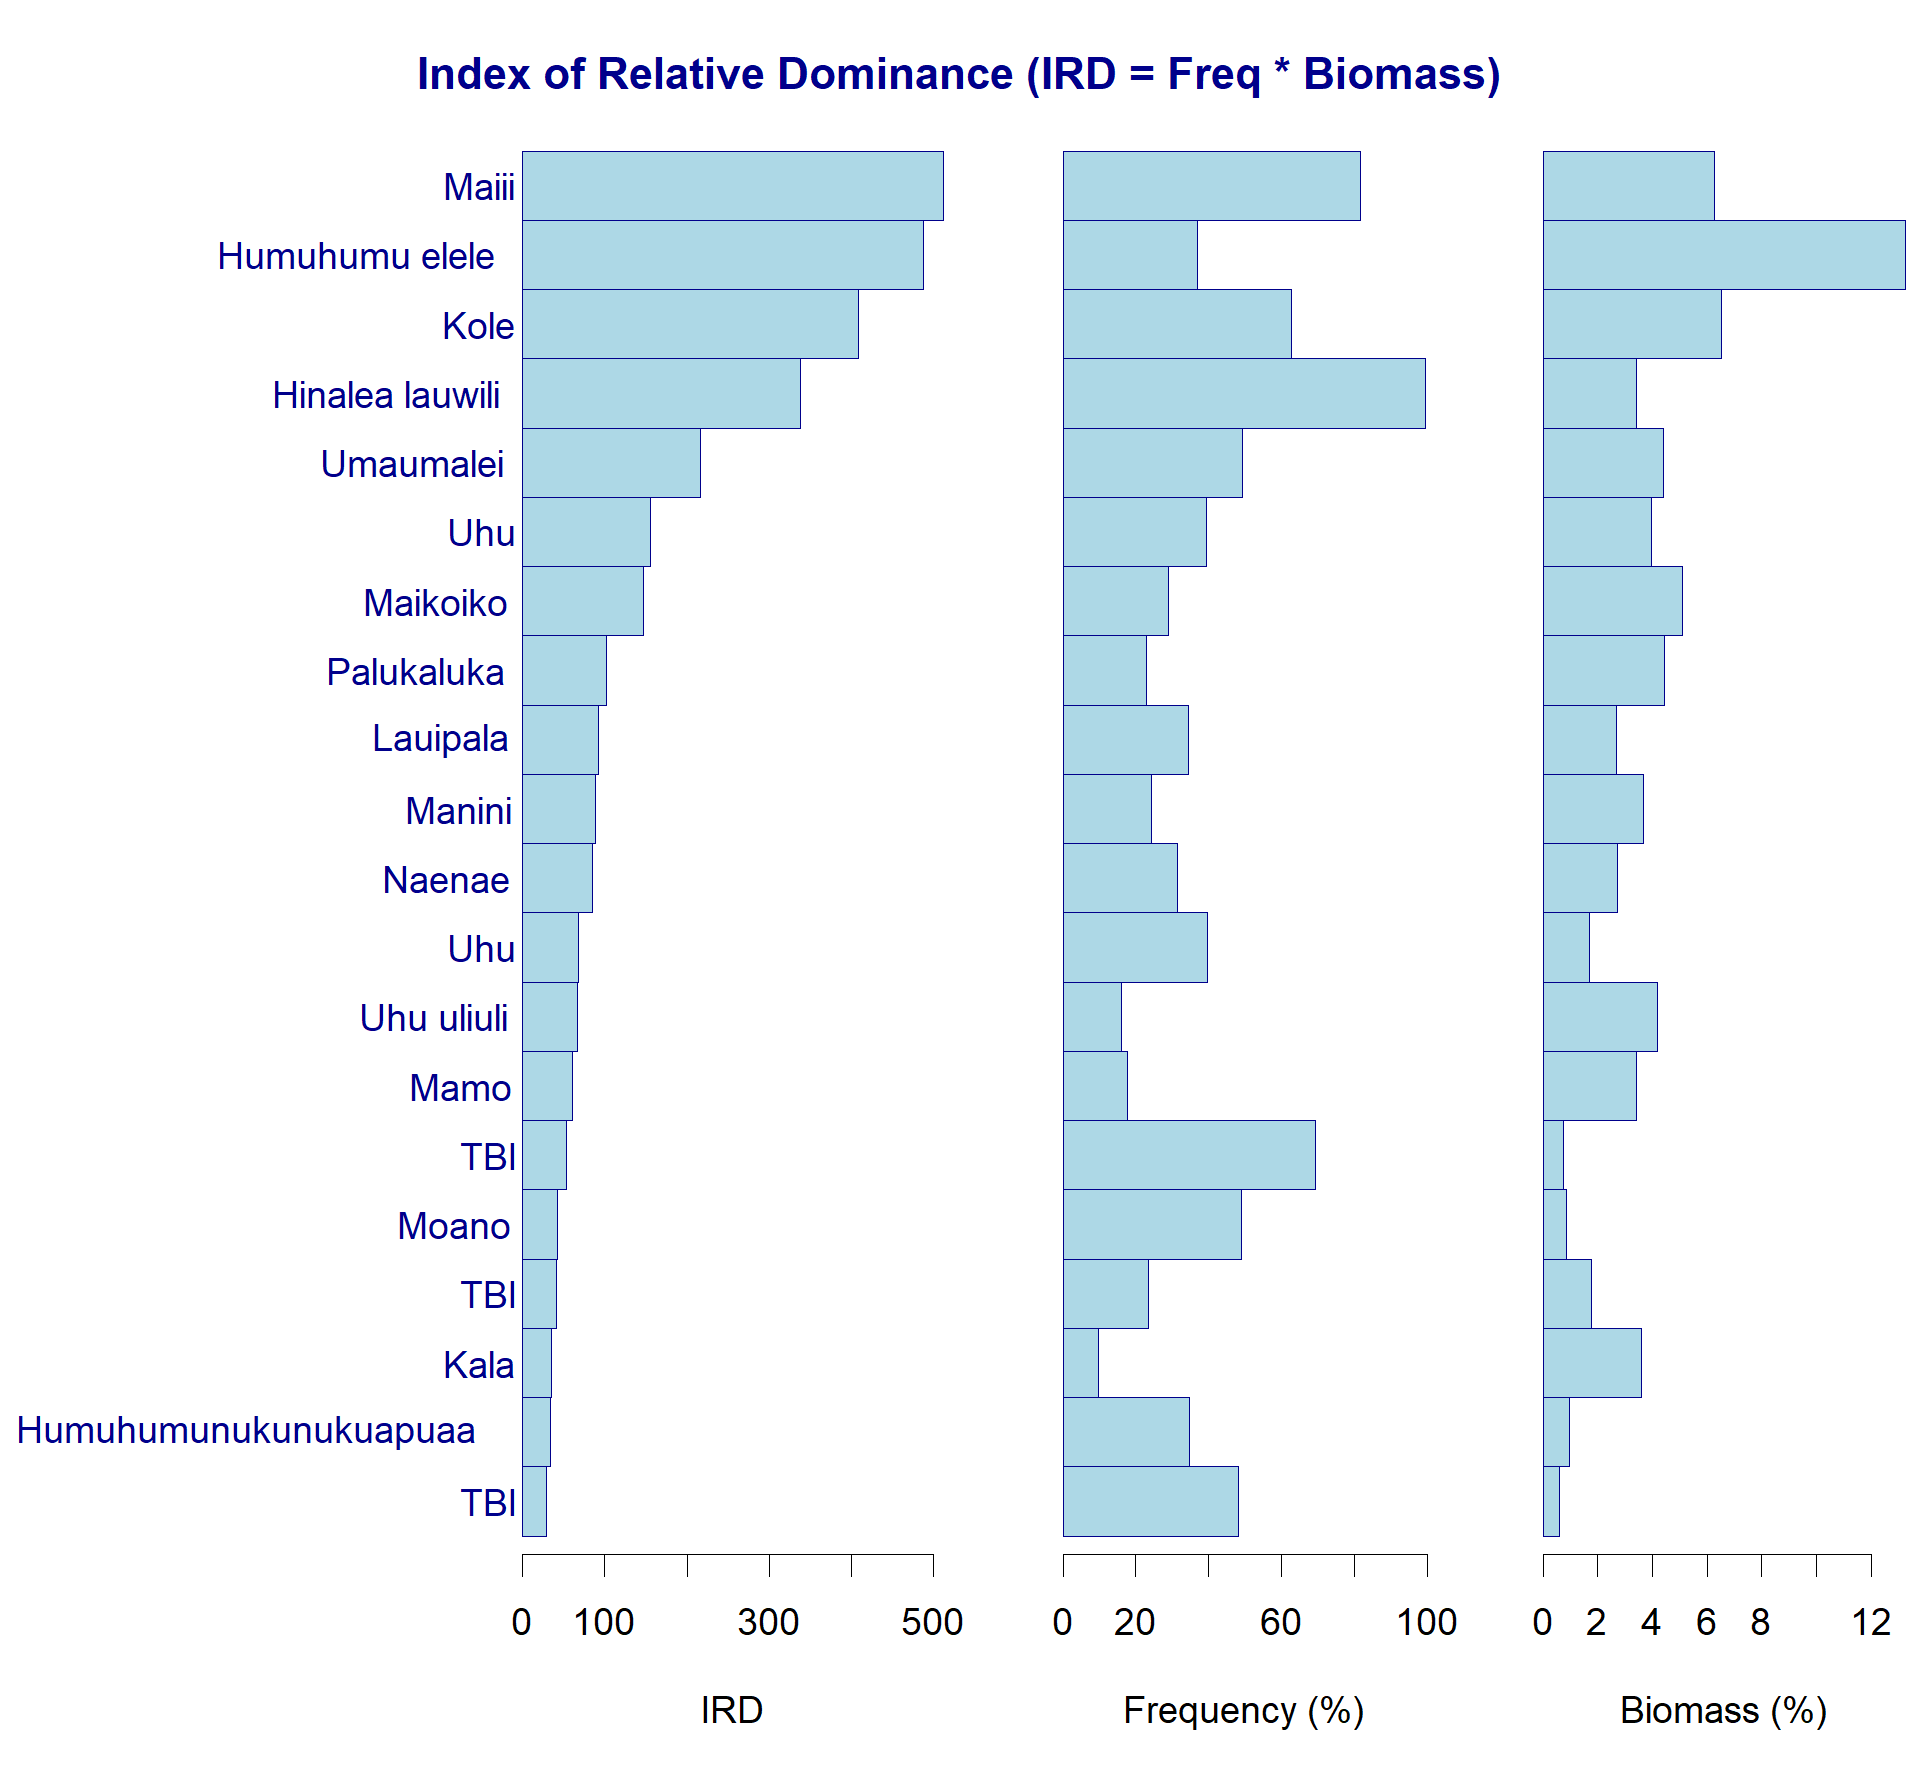 Index of Relative Dominance (IRD = Freq * Biomass)
Maiii
Humuhumu elele
Kole
Hinalea lauwili
Umaumalei
Uhu
Maikoiko
Palukaluka
Lauipala
Manini
Naenae
Uhu
Uhu uliuli
Mamo
TBI
Moano
TBI
Kala
Humuhumunukunukuapuaa
TBI
0 100 300 500
0 20 60 100
0 2 4 6 8 12
IRD
Frequency (%)
Biomass (%)